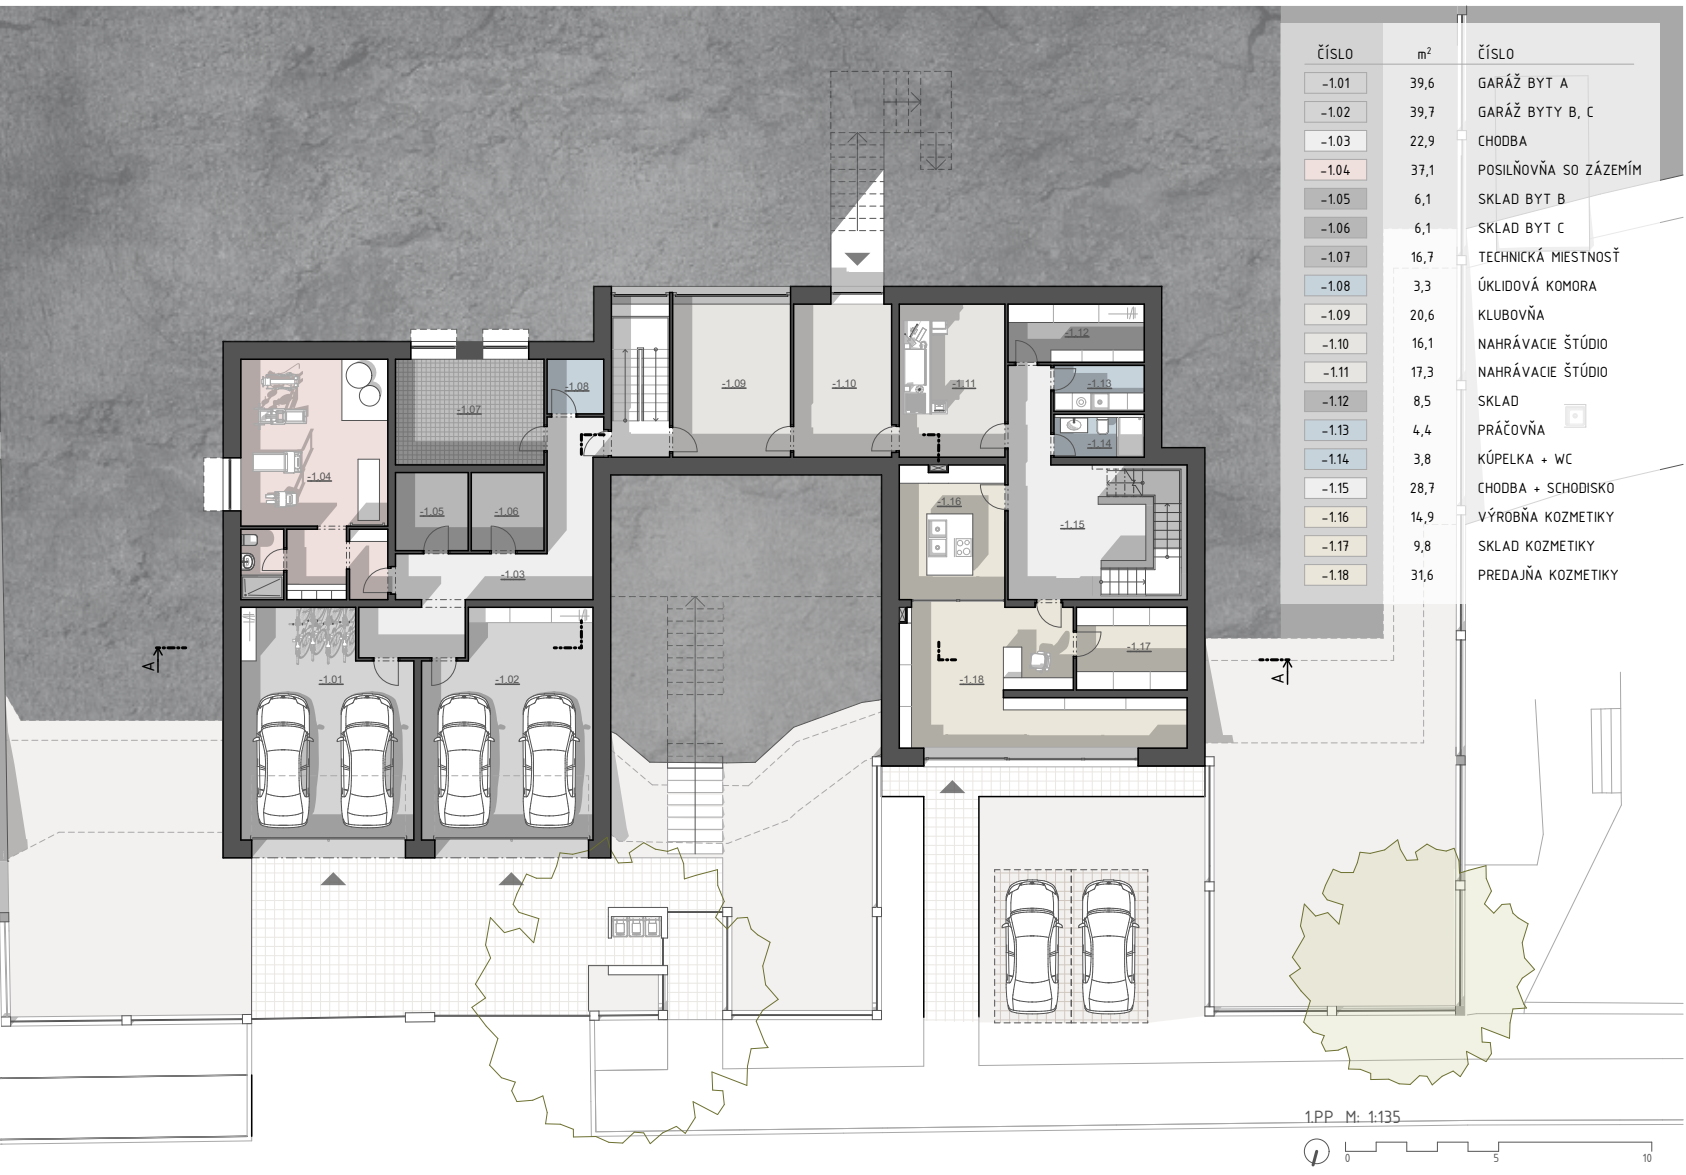 ČÍSLO m² ČÍSLO
-1.01 39,6 GARÁŽ BYT A
-1.02 39,7 GARÁŽ BYTY B, C
-1.03 22,9 CHODBA
-1.04 37,1 POSILŇOVŇA SO ZÁZEMÍM
-1.05 6,1 SKLAD BYT B
-1.06 6,1 SKLAD BYT C
-1.07 16,7 TECHNICKÁ MIESTNOSŤ
-1.08 3,3 ÚKLIDOVÁ KOMORA
-1.09 20,6 KLUBOVŇA
-1.10 16,1 NAHRÁVACIE ŠTÚDIO
-1.11 17,3 NAHRÁVACIE ŠTÚDIO
-1.12 8,5 SKLAD
-1.13 4,4 PRÁČOVŇA
-1.14 3,8 KÚPELKA + WC
-1.15 28,7 CHODBA + SCHODISKO
-1.16 14,9 VÝROBŇA KOZMETIKY
-1.17 9,8 SKLAD KOZMETIKY
-1.18 31,6 PREDAJŇA KOZMETIKY
-1.12
-1.08 -1.09 -1.10 -1.11 -1.13
-1.07
-1.14
-1.04
-1.16
-1.05 -1.06
-1.15
-1.03
-1.17
A A
-1.01 -1.02 -1.18
1.PP M: 1:135
0 5 10